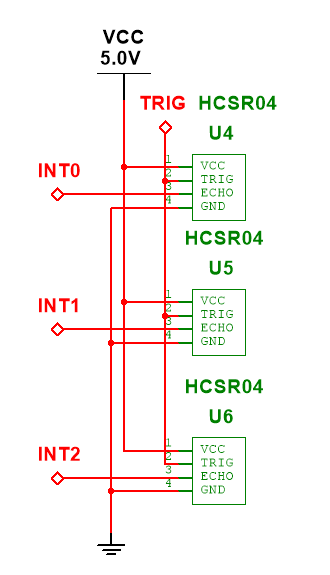 VCC
5.0V
TRIG
HCSR04
U4
INT0
1
2
3
4
VCC
TRIG
ECHO
GND
HCSR04
U5
INT1
1
2
3
4
VCC
TRIG
ECHO
GND
HCSR04
U6
INT2
1
2
3
4
VCC
TRIG
ECHO
GND